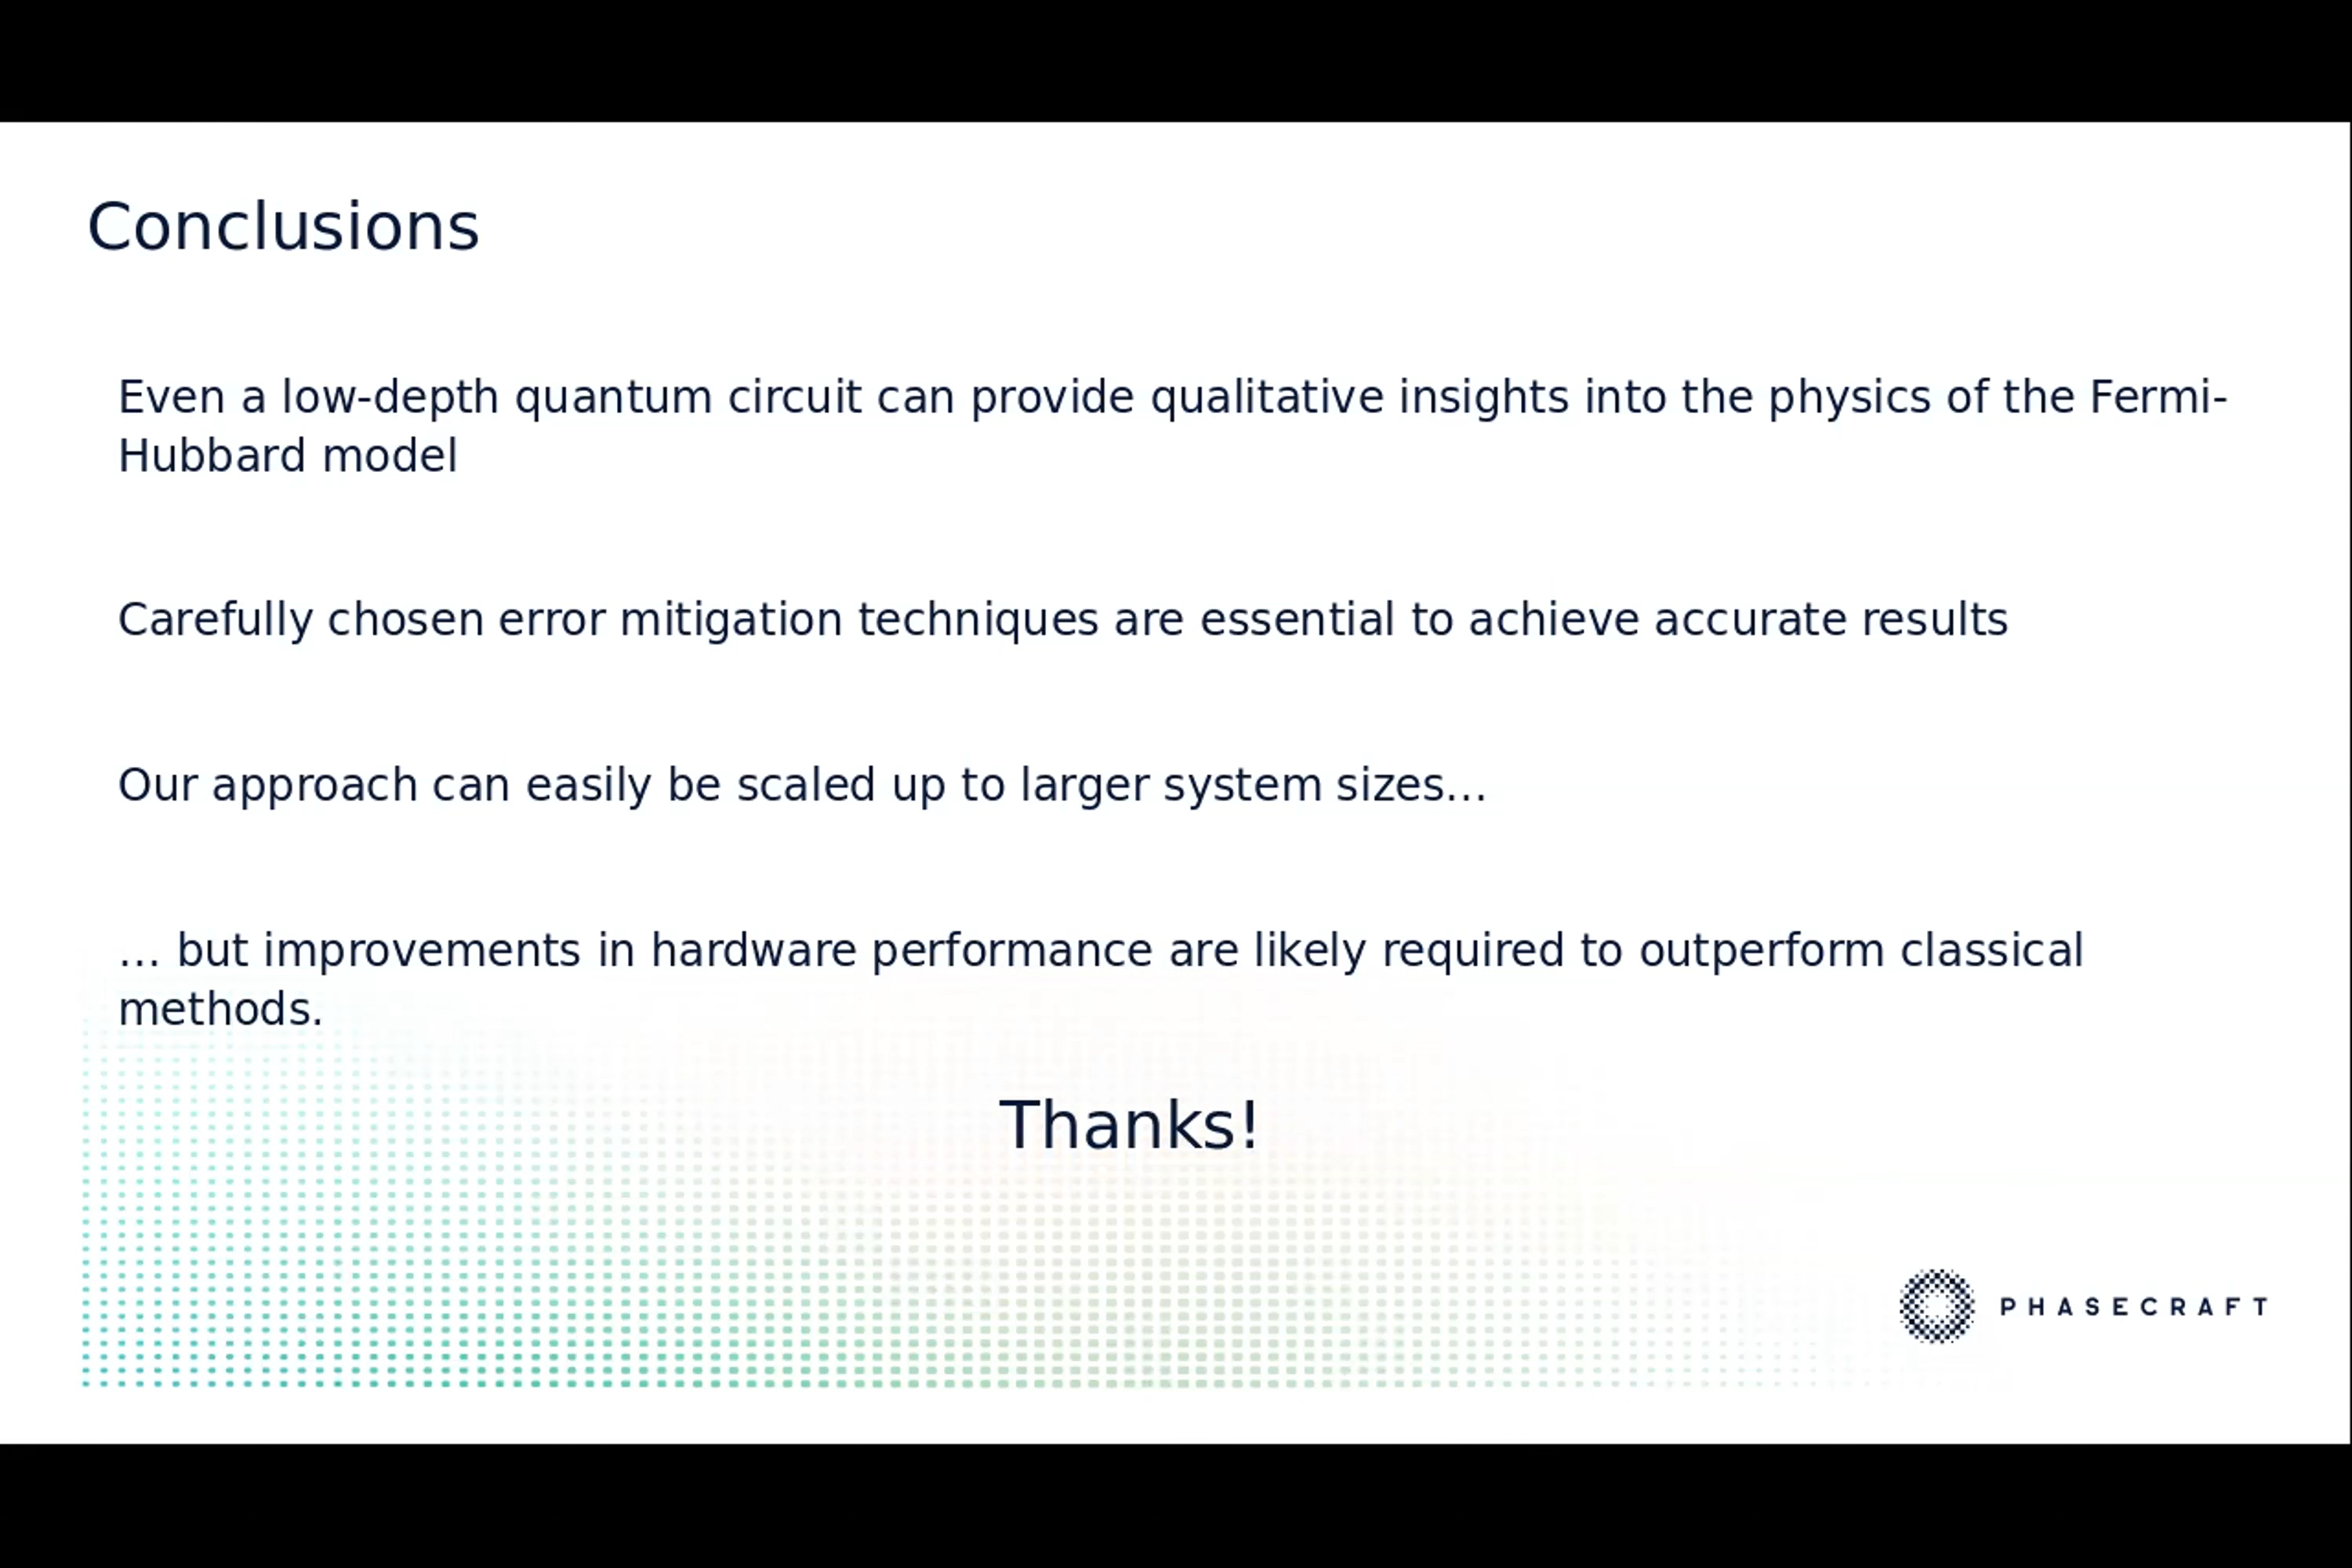 Conclusions
Even a low-depth quantum circuit can provide qualitative insights into the physics of the Fermi-
Hubbard model
Carefully chosen error mitigation techniques are essential to achieve accurate results
Our approach can easily be scaled up to larger system sizes...
... but improvements in hardware performance are likely required to outperform classical
methods.
Thanks!
PHASECRAFT